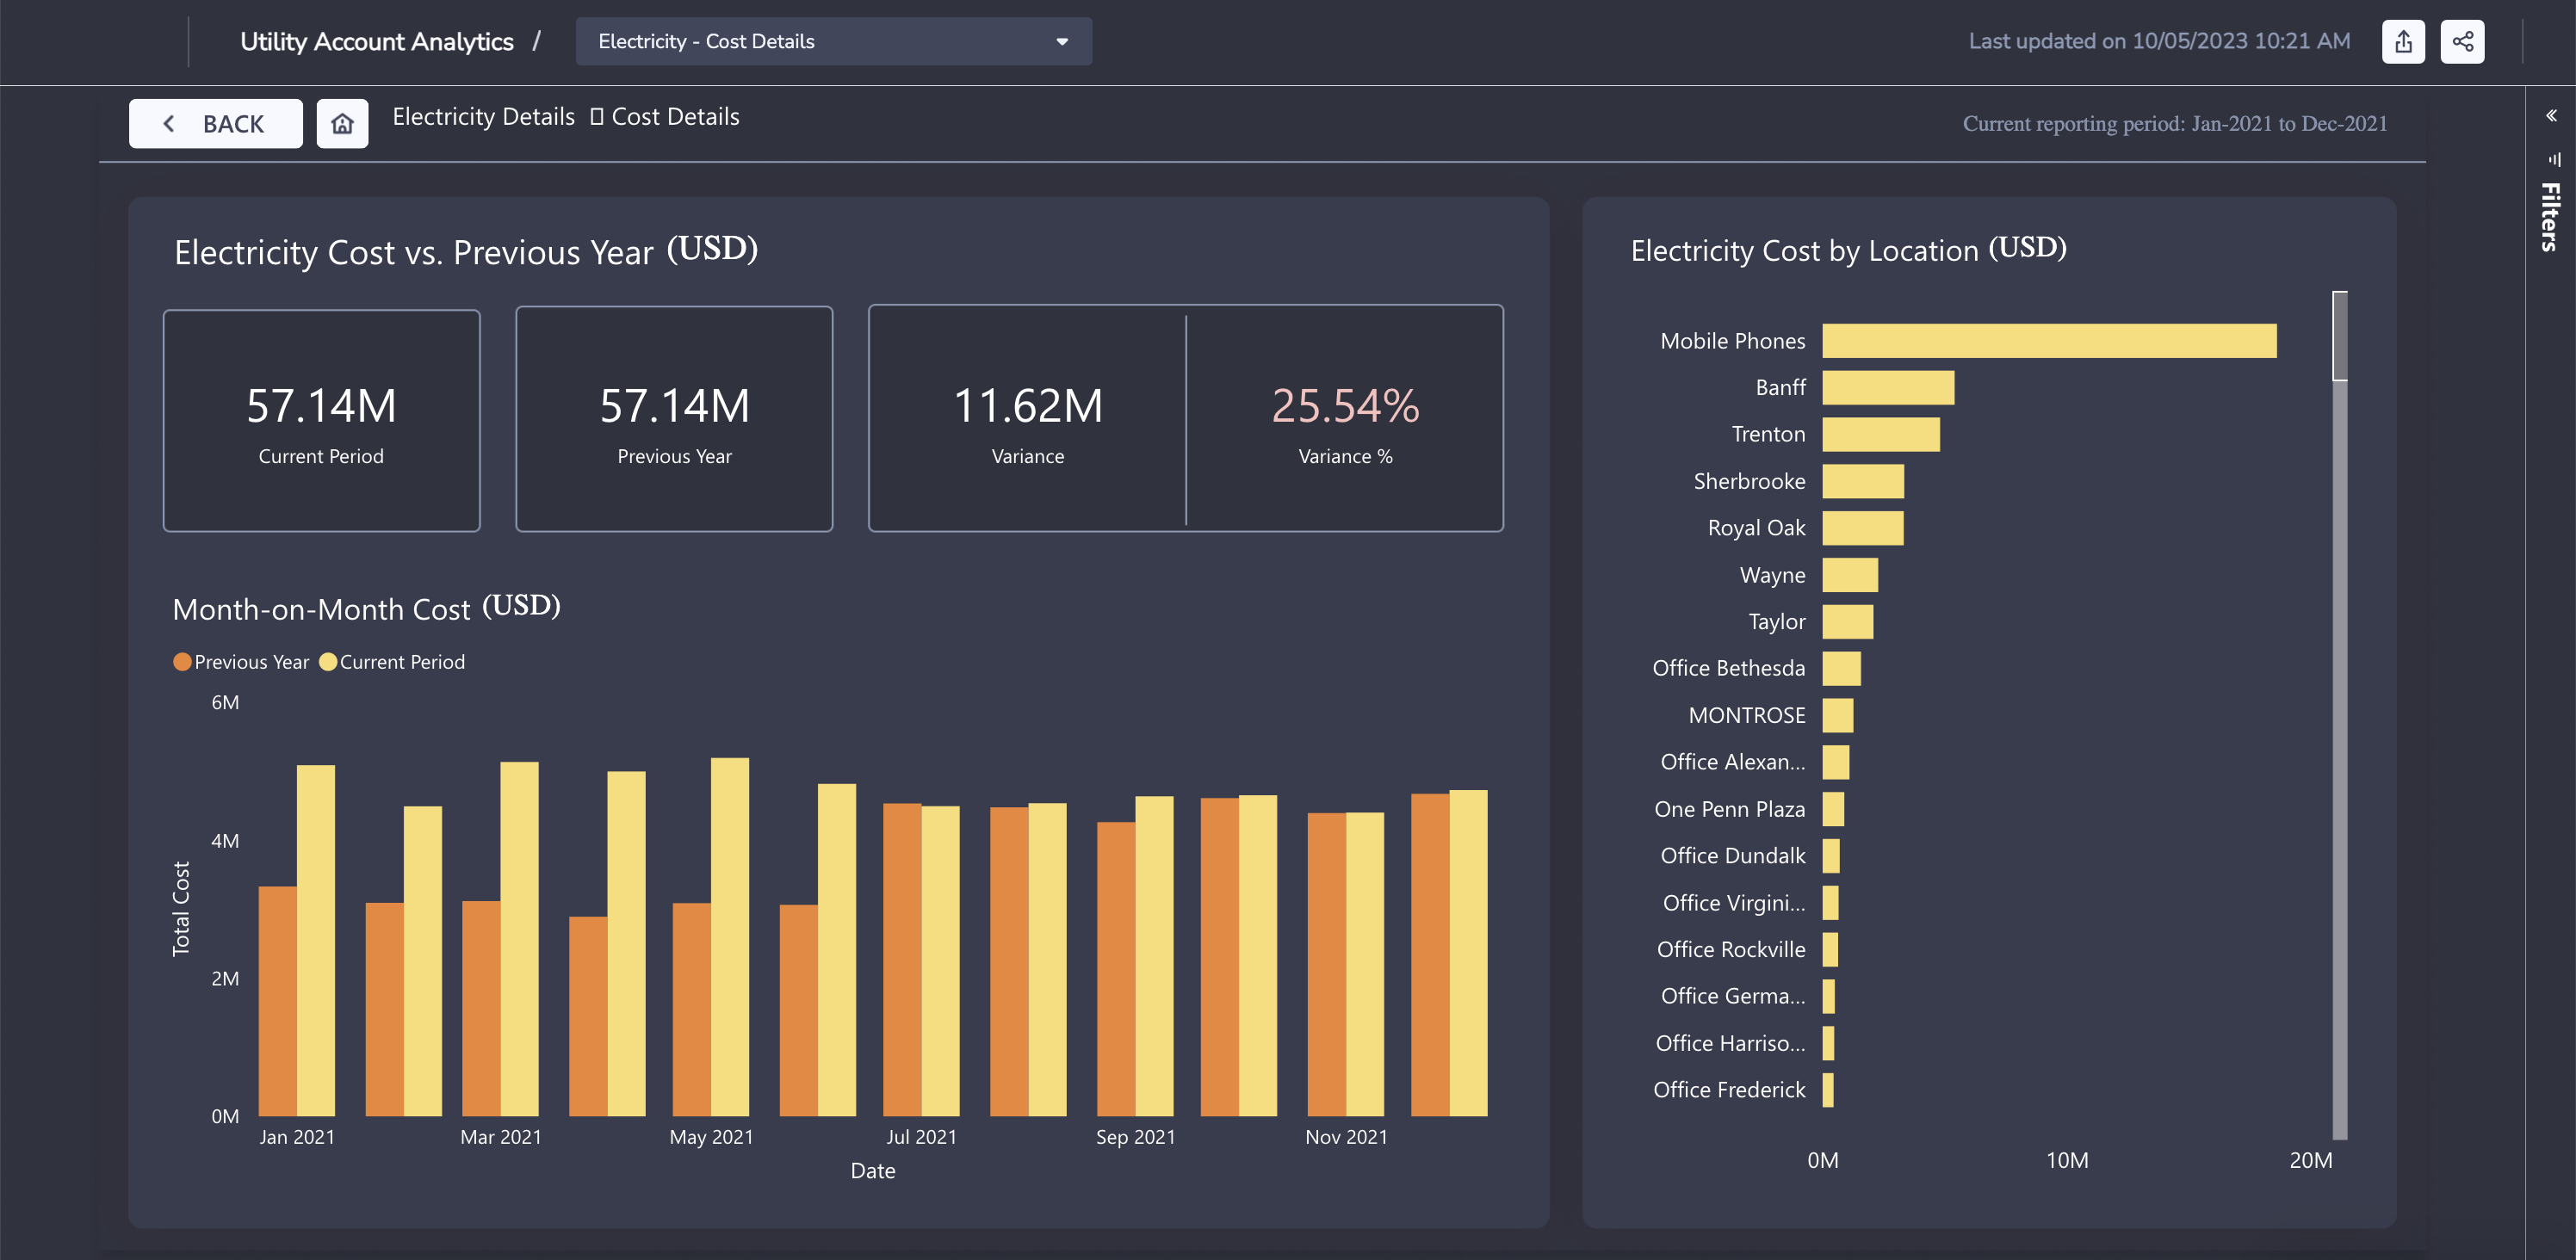 Utility Account Analytics /
Electricity - Cost Details
Last updated on 10/05/2023 10:21 AM
BACK
Electricity Details ▯ Cost Details
Current reporting period: Jan-2021 to Dec-2021
Filters
Electricity Cost vs. Previous Year (USD)
57.14M
Current Period
57.14M
Previous Year
11.62M
Variance
25.54%
Variance %
Month-on-Month Cost (USD)
Previous Year
Current Period
6M
4M
2M
0M
Total Cost
Jan 2021
Mar 2021
May 2021
Jul 2021
Sep 2021
Nov 2021
Date
Electricity Cost by Location (USD)
Mobile Phones
Banff
Trenton
Sherbrooke
Royal Oak
Wayne
Taylor
Office Bethesda
MONTROSE
Office Alexan...
One Penn Plaza
Office Dundalk
Office Virgini...
Office Rockville
Office Germa...
Office Harriso...
Office Frederick
0M
10M
20M